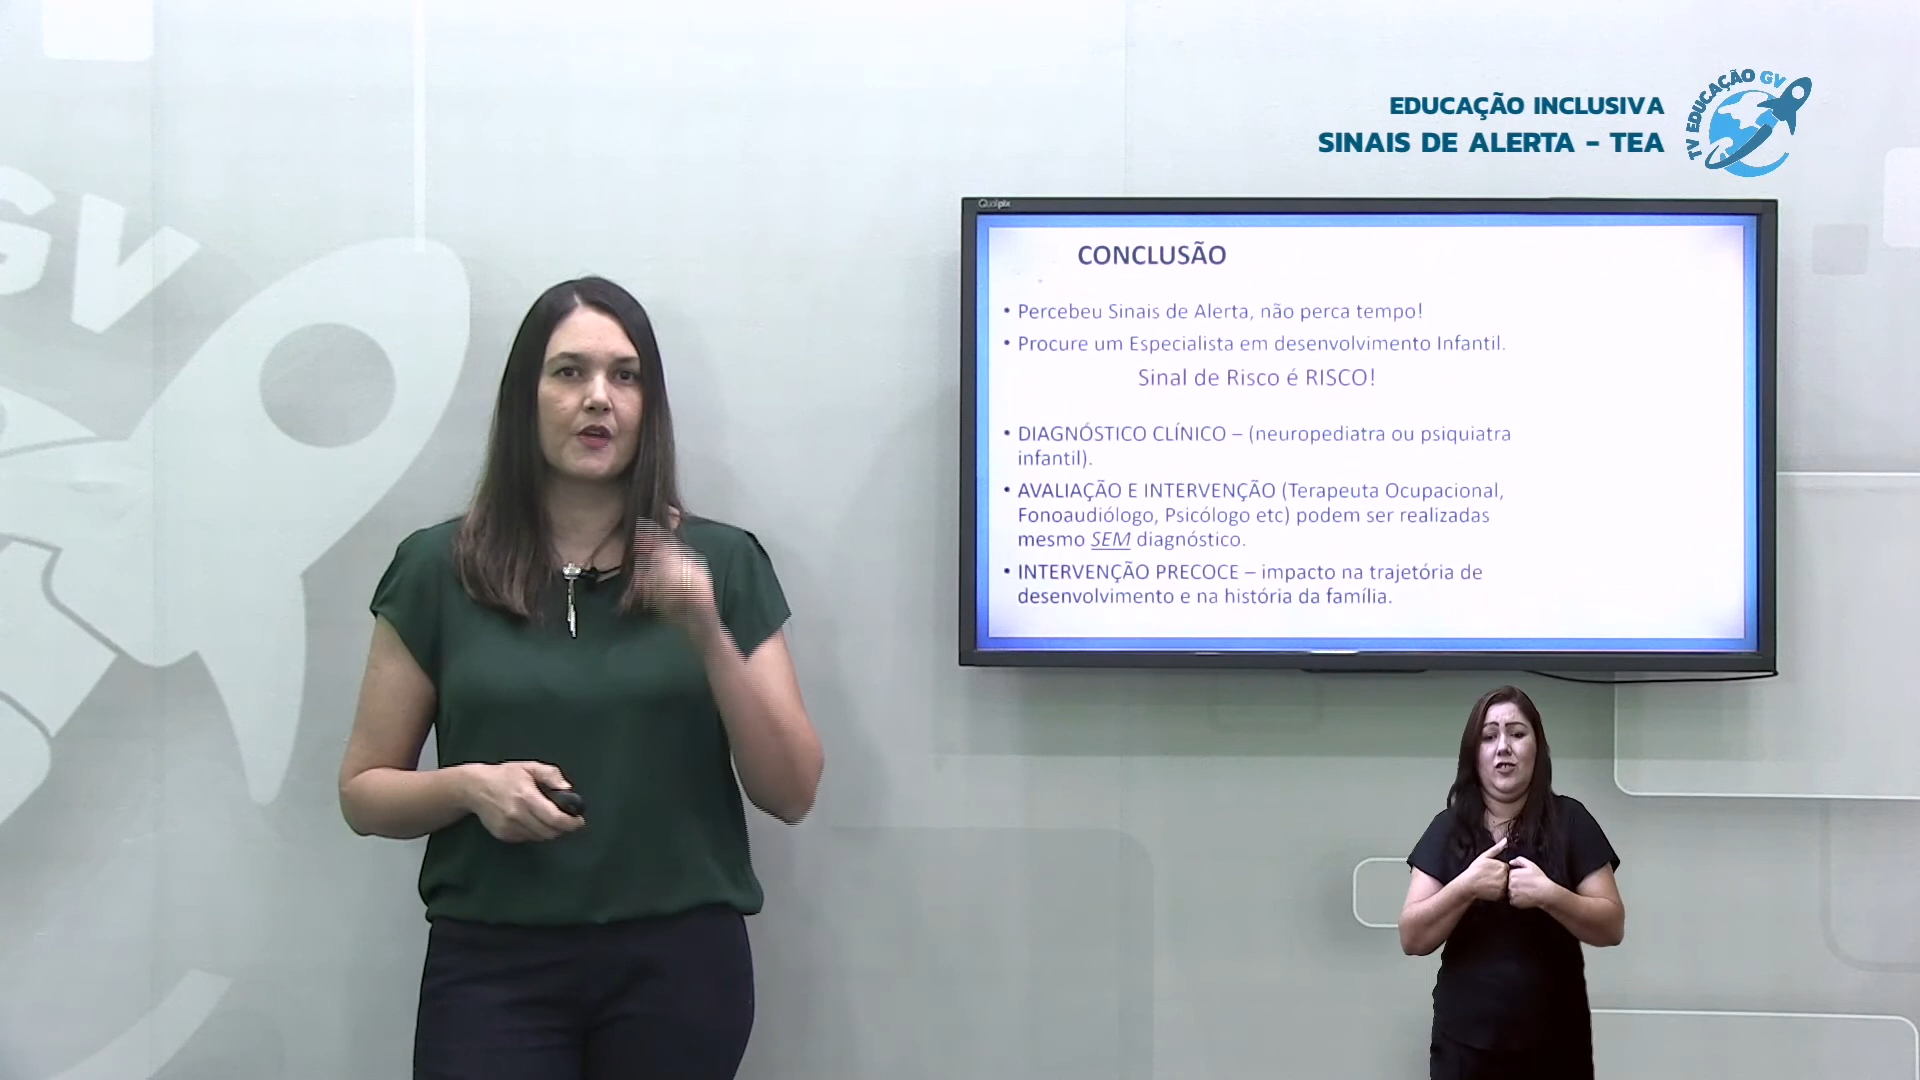 GV
EDUCAÇÃO INCLUSIVA
SINAIS DE ALERTA - TEA
TV EDUCAÇÃO GV
Qualpix
CONCLUSÃO
• Percebeu Sinais de Alerta, não perca tempo!
• Procure um Especialista em desenvolvimento Infantil.
Sinal de Risco é RISCO!
• DIAGNÓSTICO CLÍNICO – (neuropediatra ou psiquiatra
infantil).
• AVALIAÇÃO E INTERVENÇÃO (Terapeuta Ocupacional,
Fonoaudiólogo, Psicólogo etc) podem ser realizadas
mesmo SEM diagnóstico.
• INTERVENÇÃO PRECOCE – impacto na trajetória de
desenvolvimento e na história da família.